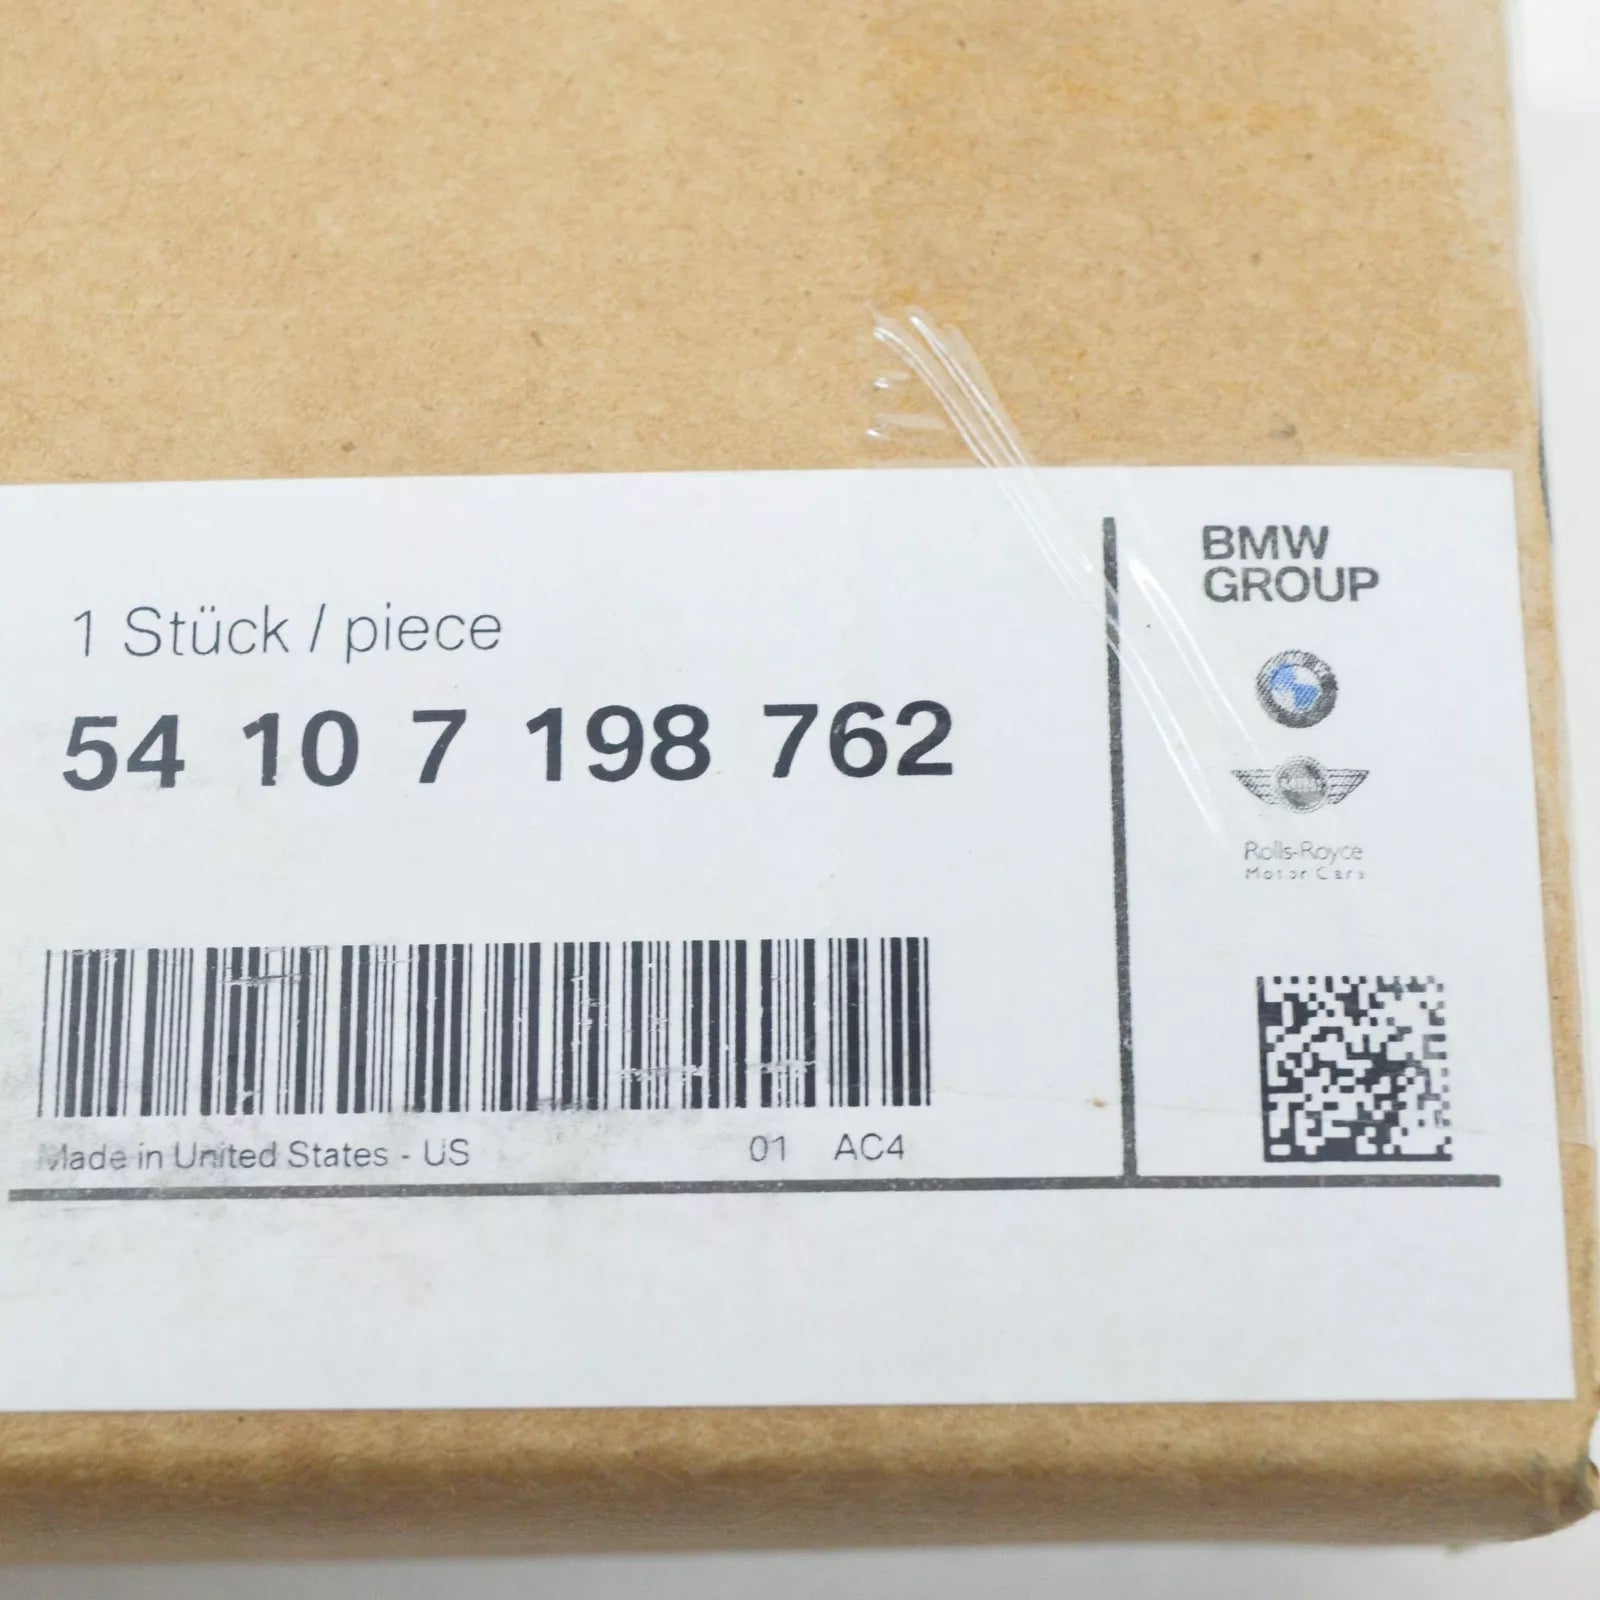 1 Stück / piece
54 10 7 198 762
Made in United States - US 01 AC4
BMW
GROUP
Rolls-Royce
Motor Cars